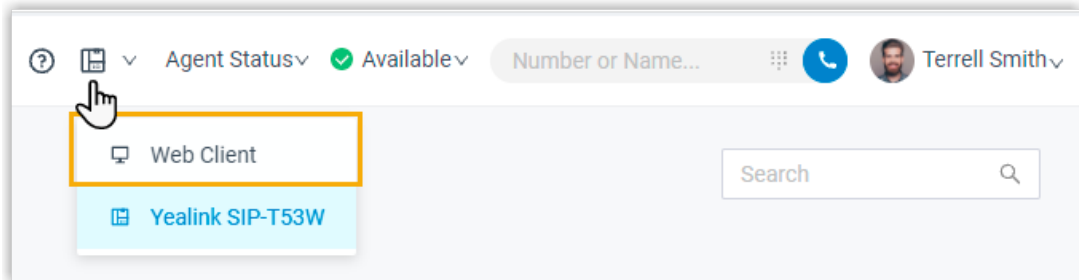 Agent Status Available Number or Name... Terrell Smith
Web Client
Search
Yealink SIP-T53W